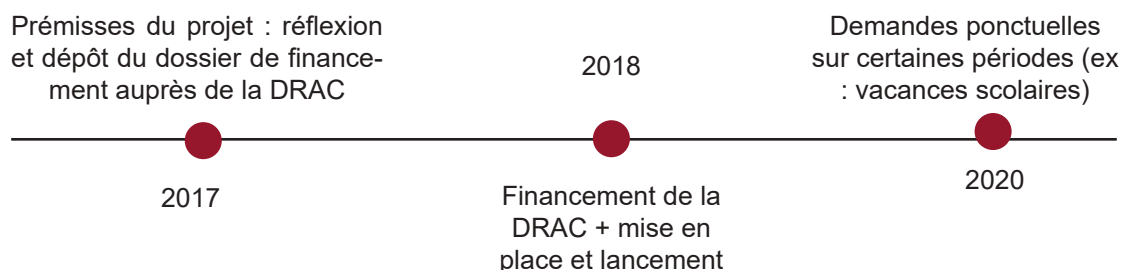 Prémisses du projet : réflexion
et dépôt du dossier de finance-
ment auprès de la DRAC
2017
2018
Financement de la
DRAC + mise en
place et lancement
Demandes ponctuelles
sur certaines périodes (ex
: vacances scolaires)
2020